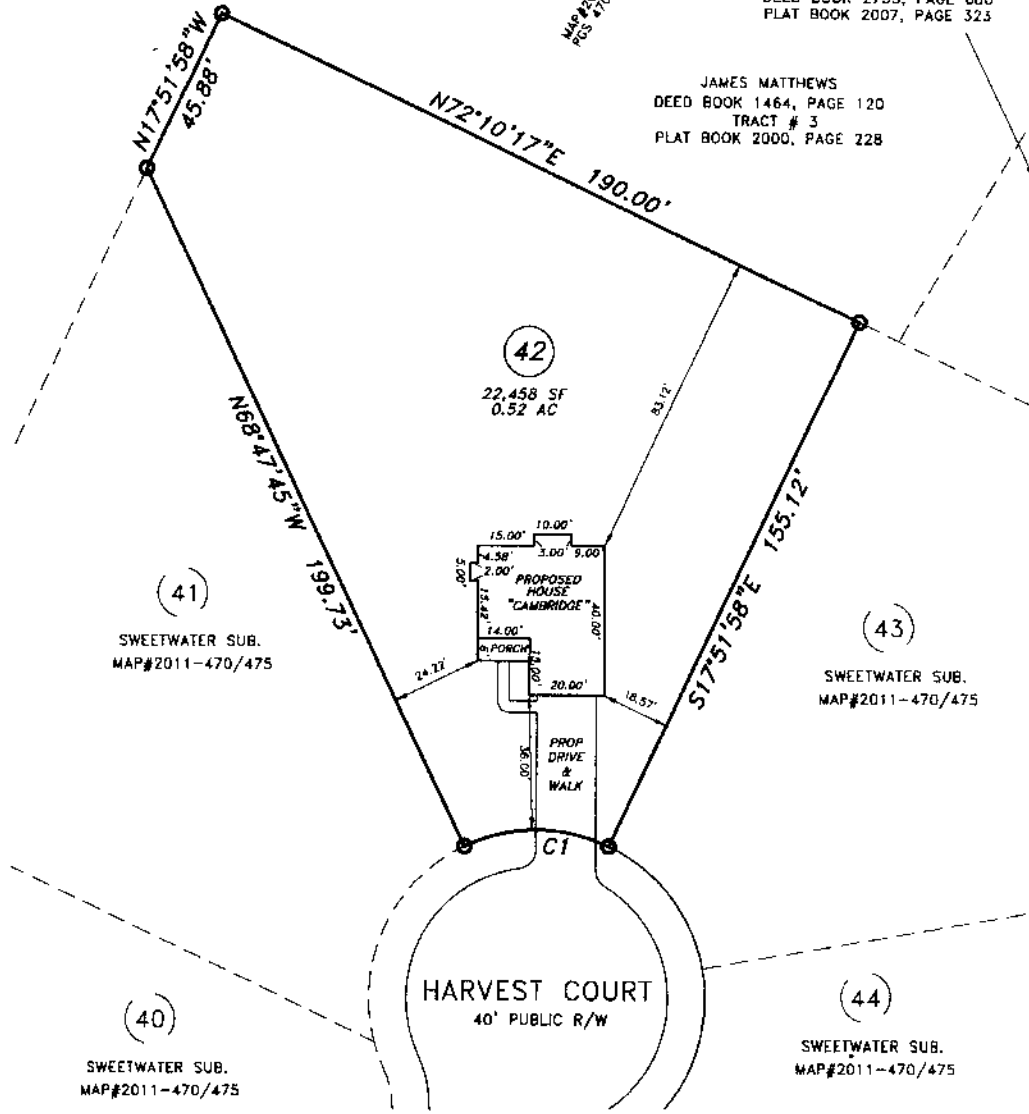 PLAT BOOK 2007, PAGE 323
JAMES MATTHEWS
DEED BOOK 1464, PAGE 120
TRACT # 3
PLAT BOOK 2000, PAGE 228
N17°51'58"W
45.88'
N72°10'17"E 190.00'
42
22,458 SF
0.52 AC
83.12'
N68°47'45"W 199.73'
S17°51'58"E 155.12'
10.00'
15.00'
3.00' 9.00'
4.58'
5.00'
2.00'
PROPOSED
HOUSE
"CAMBRIDGE"
15.42'
40.00'
14.00'
PORCH
20.00'
24.22'
18.57'
36.00'
PROP
DRIVE
&
WALK
C1
(41)
SWEETWATER SUB.
MAP#2011-470/475
(43)
SWEETWATER SUB.
MAP#2011-470/475
HARVEST COURT
40' PUBLIC R/W
(40)
SWEETWATER SUB.
MAP#2011-470/475
(44)
SWEETWATER SUB.
MAP#2011-470/475